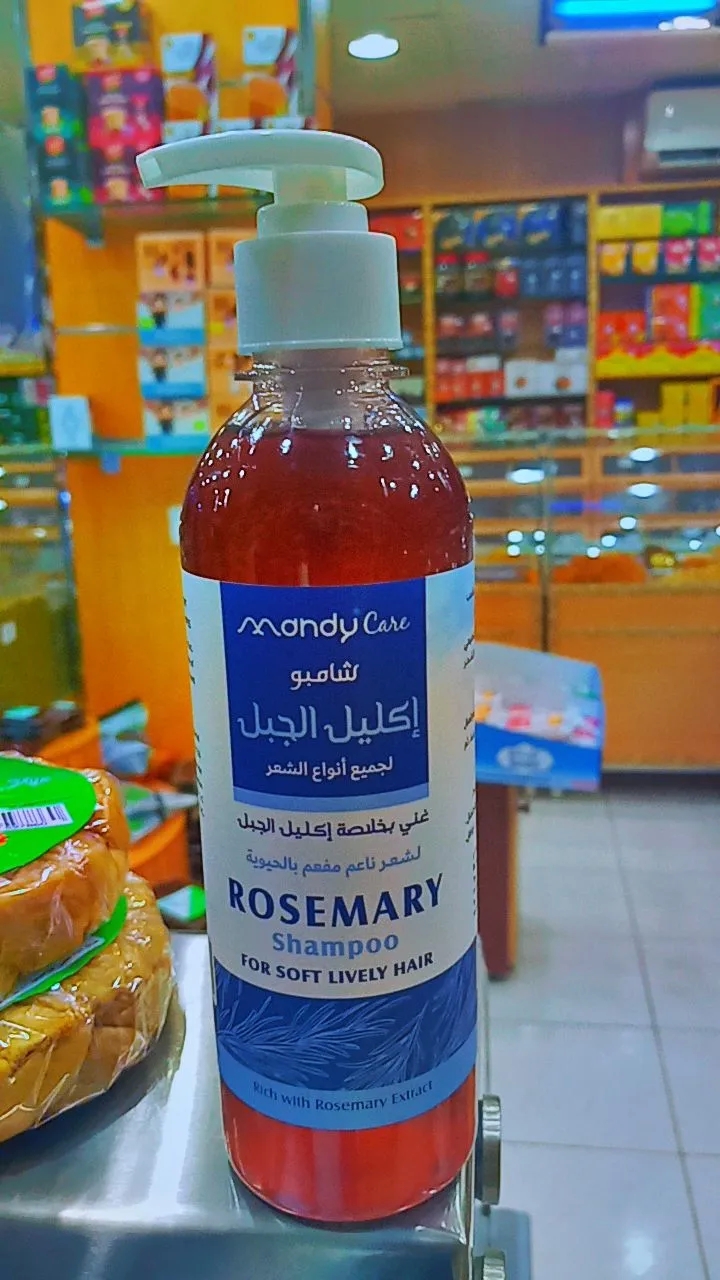 Mandy Care
شامبو
إكليل الجبل
لجميع أنواع الشعر
غني بخلاصة إكليل الجبل
لشعر ناعم مفعم بالحيوية
ROSEMARY
Shampoo
FOR SOFT LIVELY HAIR
Rich with Rosemary Extract